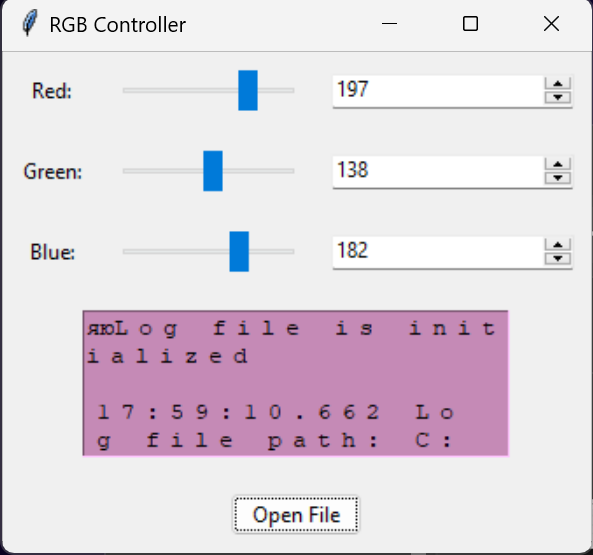 RGB Controller
Red: 197
Green: 138
Blue: 182
яюL o g   f i l e   i s   i n i t
i a l i z e d
1 7 : 5 9 : 1 0 . 6 6 2   L o
g   f i l e   p a t h :   C :
Open File